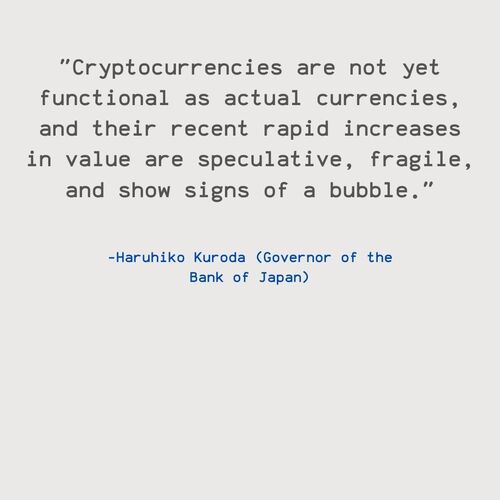 "Cryptocurrencies are not yet
functional as actual currencies,
and their recent rapid increases
in value are speculative, fragile,
and show signs of a bubble."
-Haruhiko Kuroda (Governor of the
Bank of Japan)